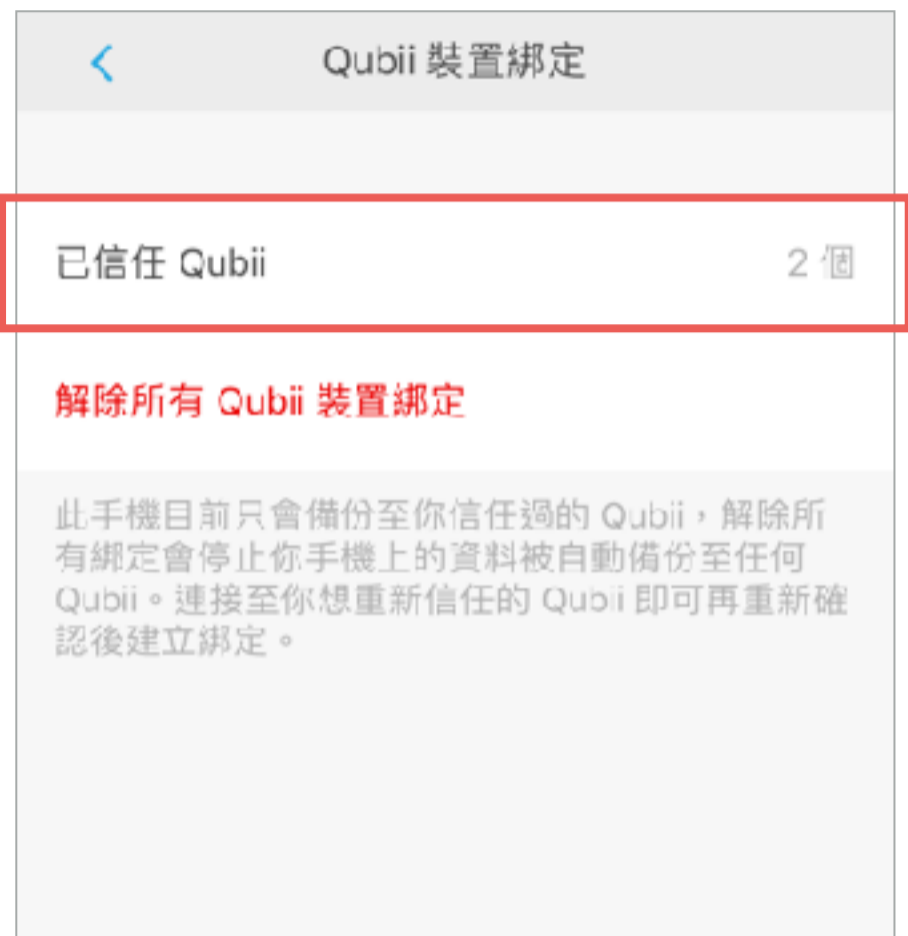 Qubii 裝置綁定
已信任 Qubii 2 個
解除所有 Qubii 裝置綁定
此手機目前只會備份至你信任過的 Qubii，解除所
有綁定會停止你手機上的資料被自動備份至任何
Qubii。連接至你想重新信任的 Qubii 即可再重新確
認後建立綁定。